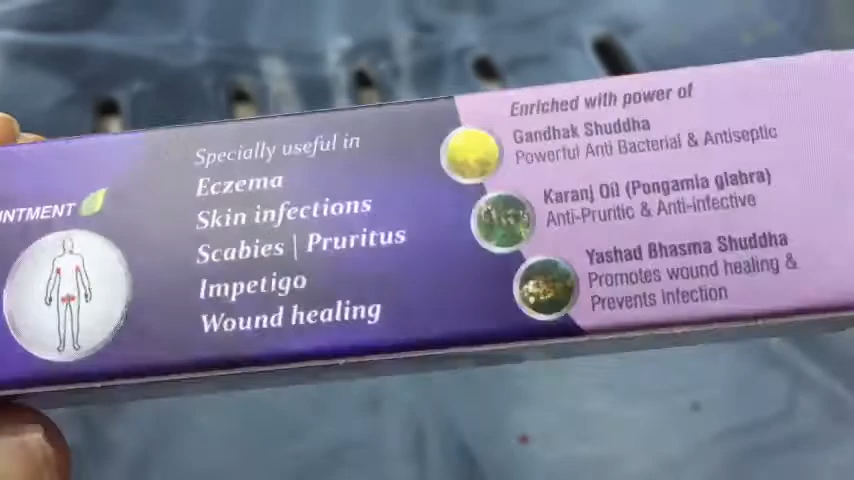 Specially useful in
Eczema
Skin infections
Scabies | Pruritus
Impetigo
Wound healing
Enriched with power of
Gandhak Shuddha
Powerful Anti Bacterial & Antiseptic
Karanj Oil (Pongamia glabra)
Anti-Pruritic & Anti-infective
Yashad Bhasma Shuddha
Promotes wound healing &
Prevents infection